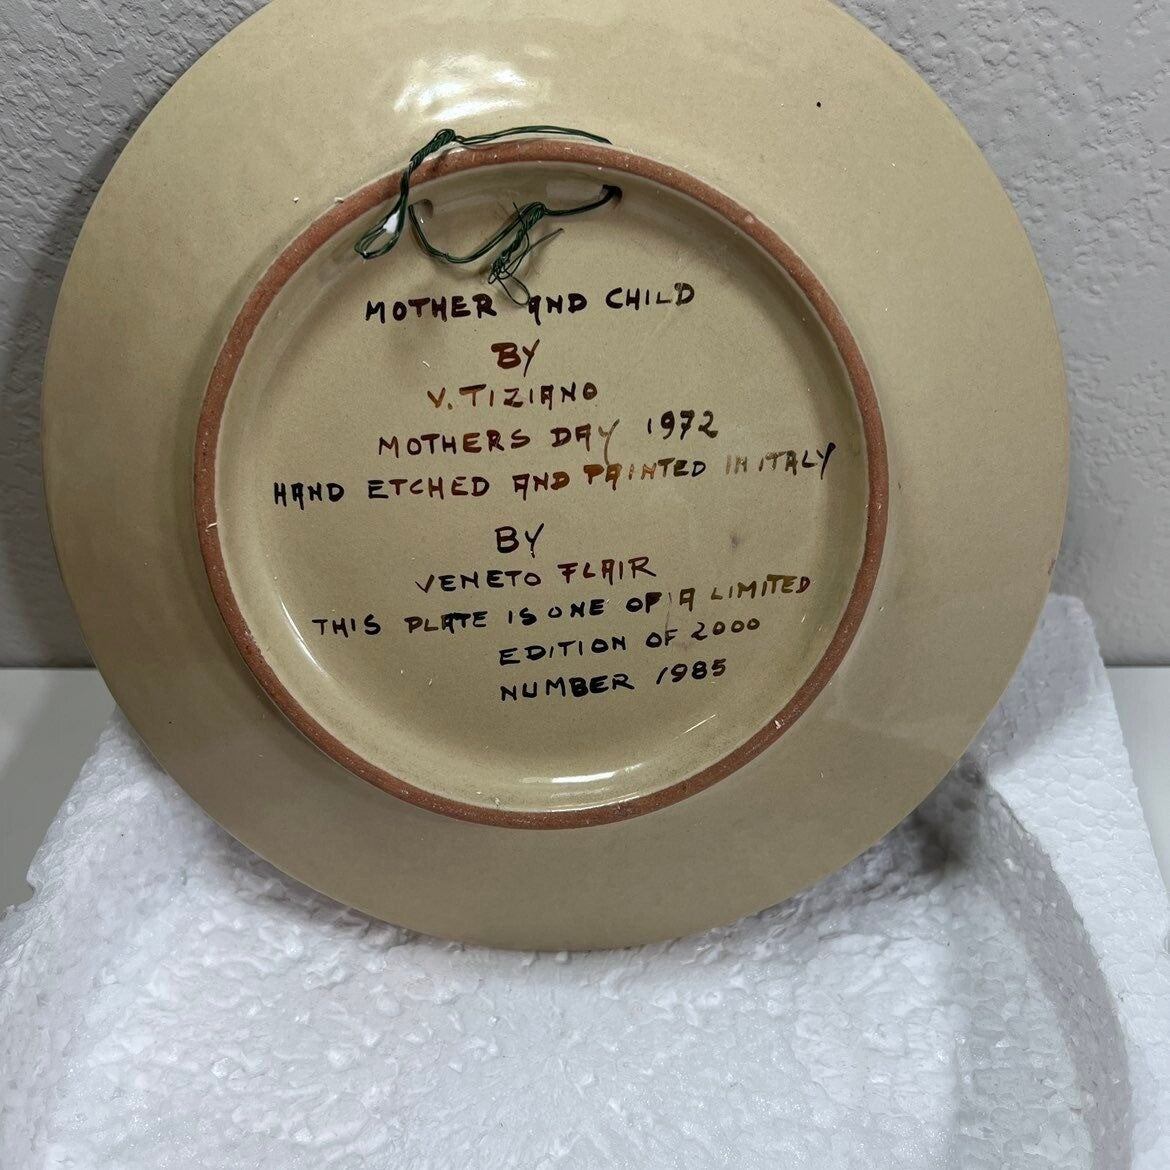 MOTHER AND CHILD
BY
V. TIZIANO
MOTHERS DAY 1972
HAND ETCHED AND PAINTED IN ITALY
BY
VENETO FLAIR
THIS PLATE IS ONE OF A LIMITED
EDITION OF 2000
NUMBER 1985